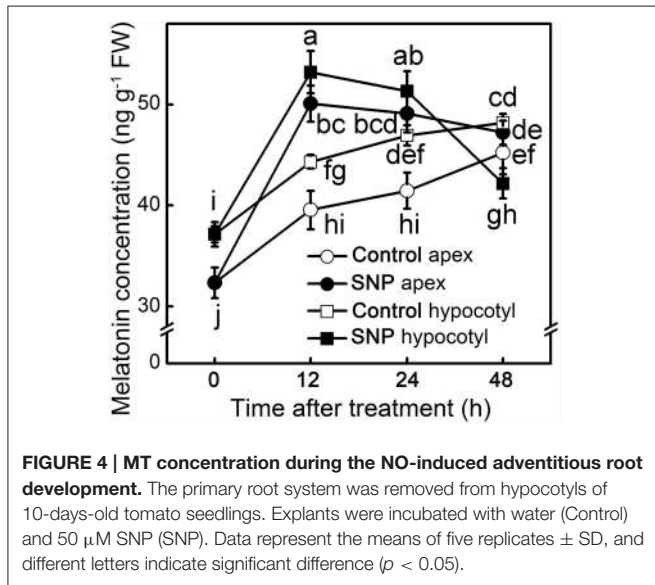 Melatonin concentration (ng g⁻¹ FW)
50
40
30
0
a
ab
bc
bcd
cd
de
def
ef
i
fg
hi
hi
gh
j
Control apex
SNP apex
Control hypocotyl
SNP hypocotyl
0 12 24 48
Time after treatment (h)
FIGURE 4 | MT concentration during the NO-induced adventitious root
development. The primary root system was removed from hypocotyls of
10-days-old tomato seedlings. Explants were incubated with water (Control)
and 50 μM SNP (SNP). Data represent the means of five replicates ± SD, and
different letters indicate significant difference (p < 0.05).